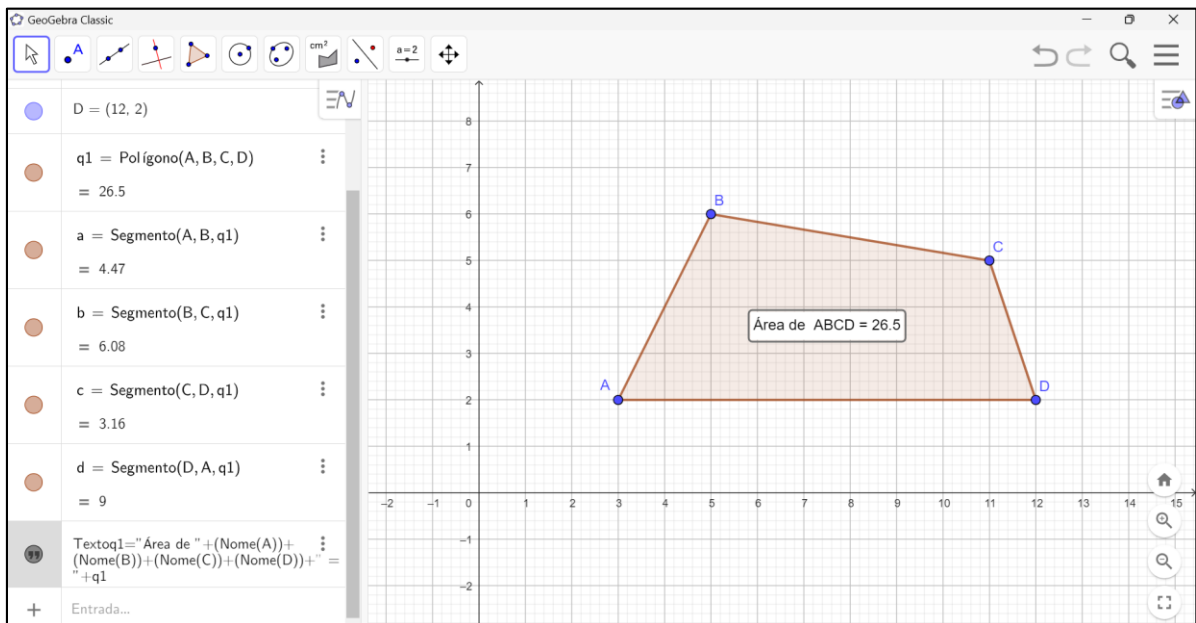 GeoGebra Classic
A
cm²
a=2
D = (12, 2)
q1 = Polígono(A, B, C, D)
= 26.5
a = Segmento(A, B, q1)
= 4.47
b = Segmento(B, C, q1)
= 6.08
c = Segmento(C, D, q1)
= 3.16
d = Segmento(D, A, q1)
= 9
Textoq1="Área de "+(Nome(A))+
(Nome(B))+(Nome(C))+(Nome(D))+" =
"+q1
+ Entrada...
8
7
6
5
4
3
2
1
−1
−2
B
C
Área de ABCD = 26.5
A
D
−2 −1 0 1 2 3 4 5 6 7 8 9 10 11 12 13 14 15